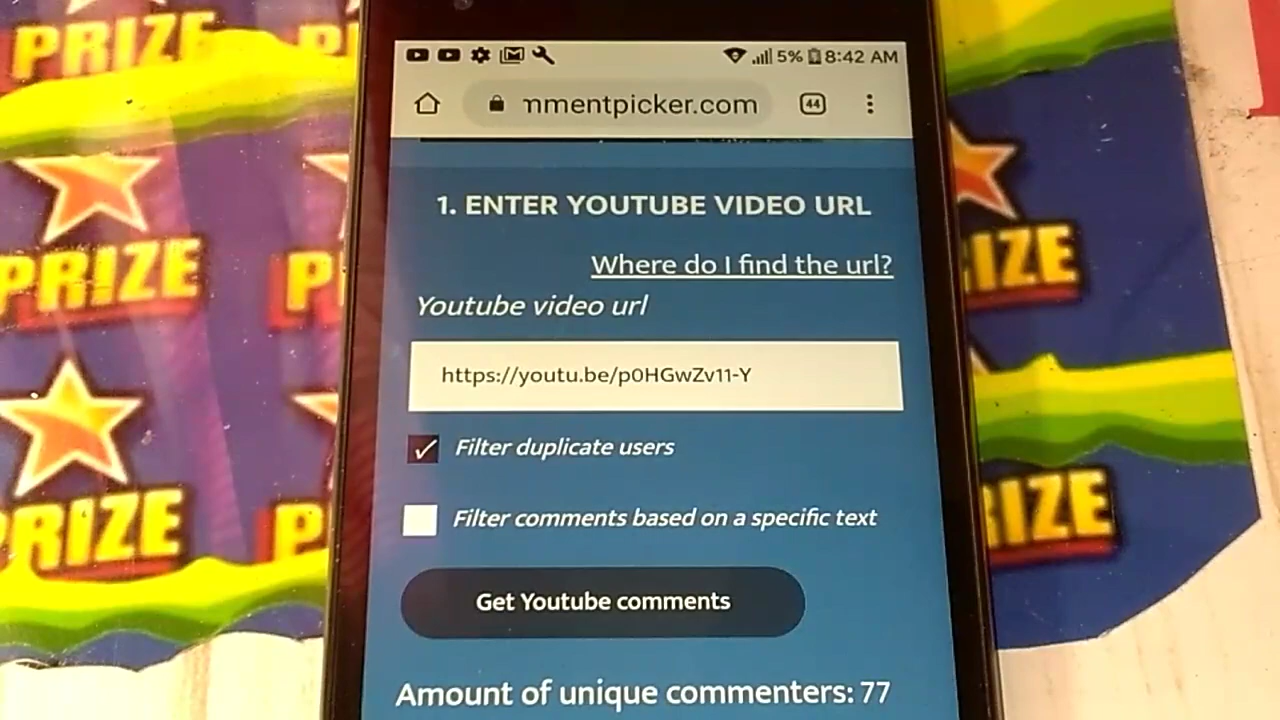 PRIZE
PRIZE
PRIZE
5% 8:42 AM
mmentpicker.com
44
1. ENTER YOUTUBE VIDEO URL
Where do I find the url?
Youtube video url
https://youtu.be/p0HGwZv11-Y
Filter duplicate users
Filter comments based on a specific text
Get Youtube comments
Amount of unique commenters: 77
IZE
IZE